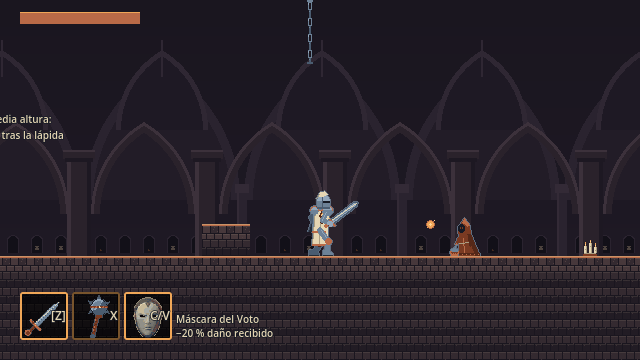 edia altura:
tras la lápida
[Z]
X
C/V
Máscara del Voto
−20 % daño recibido